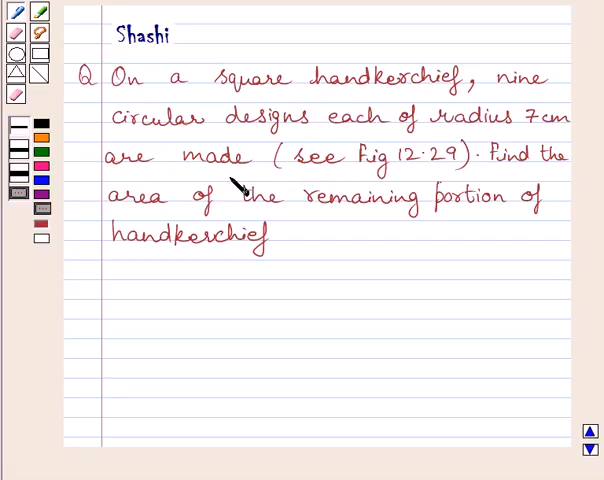 Shashi
Q On a square handkerchief, nine
circular designs each of radius 7cm
are made ( see Fig 12.29). Find the
area of the remaining portion of
handkerchief